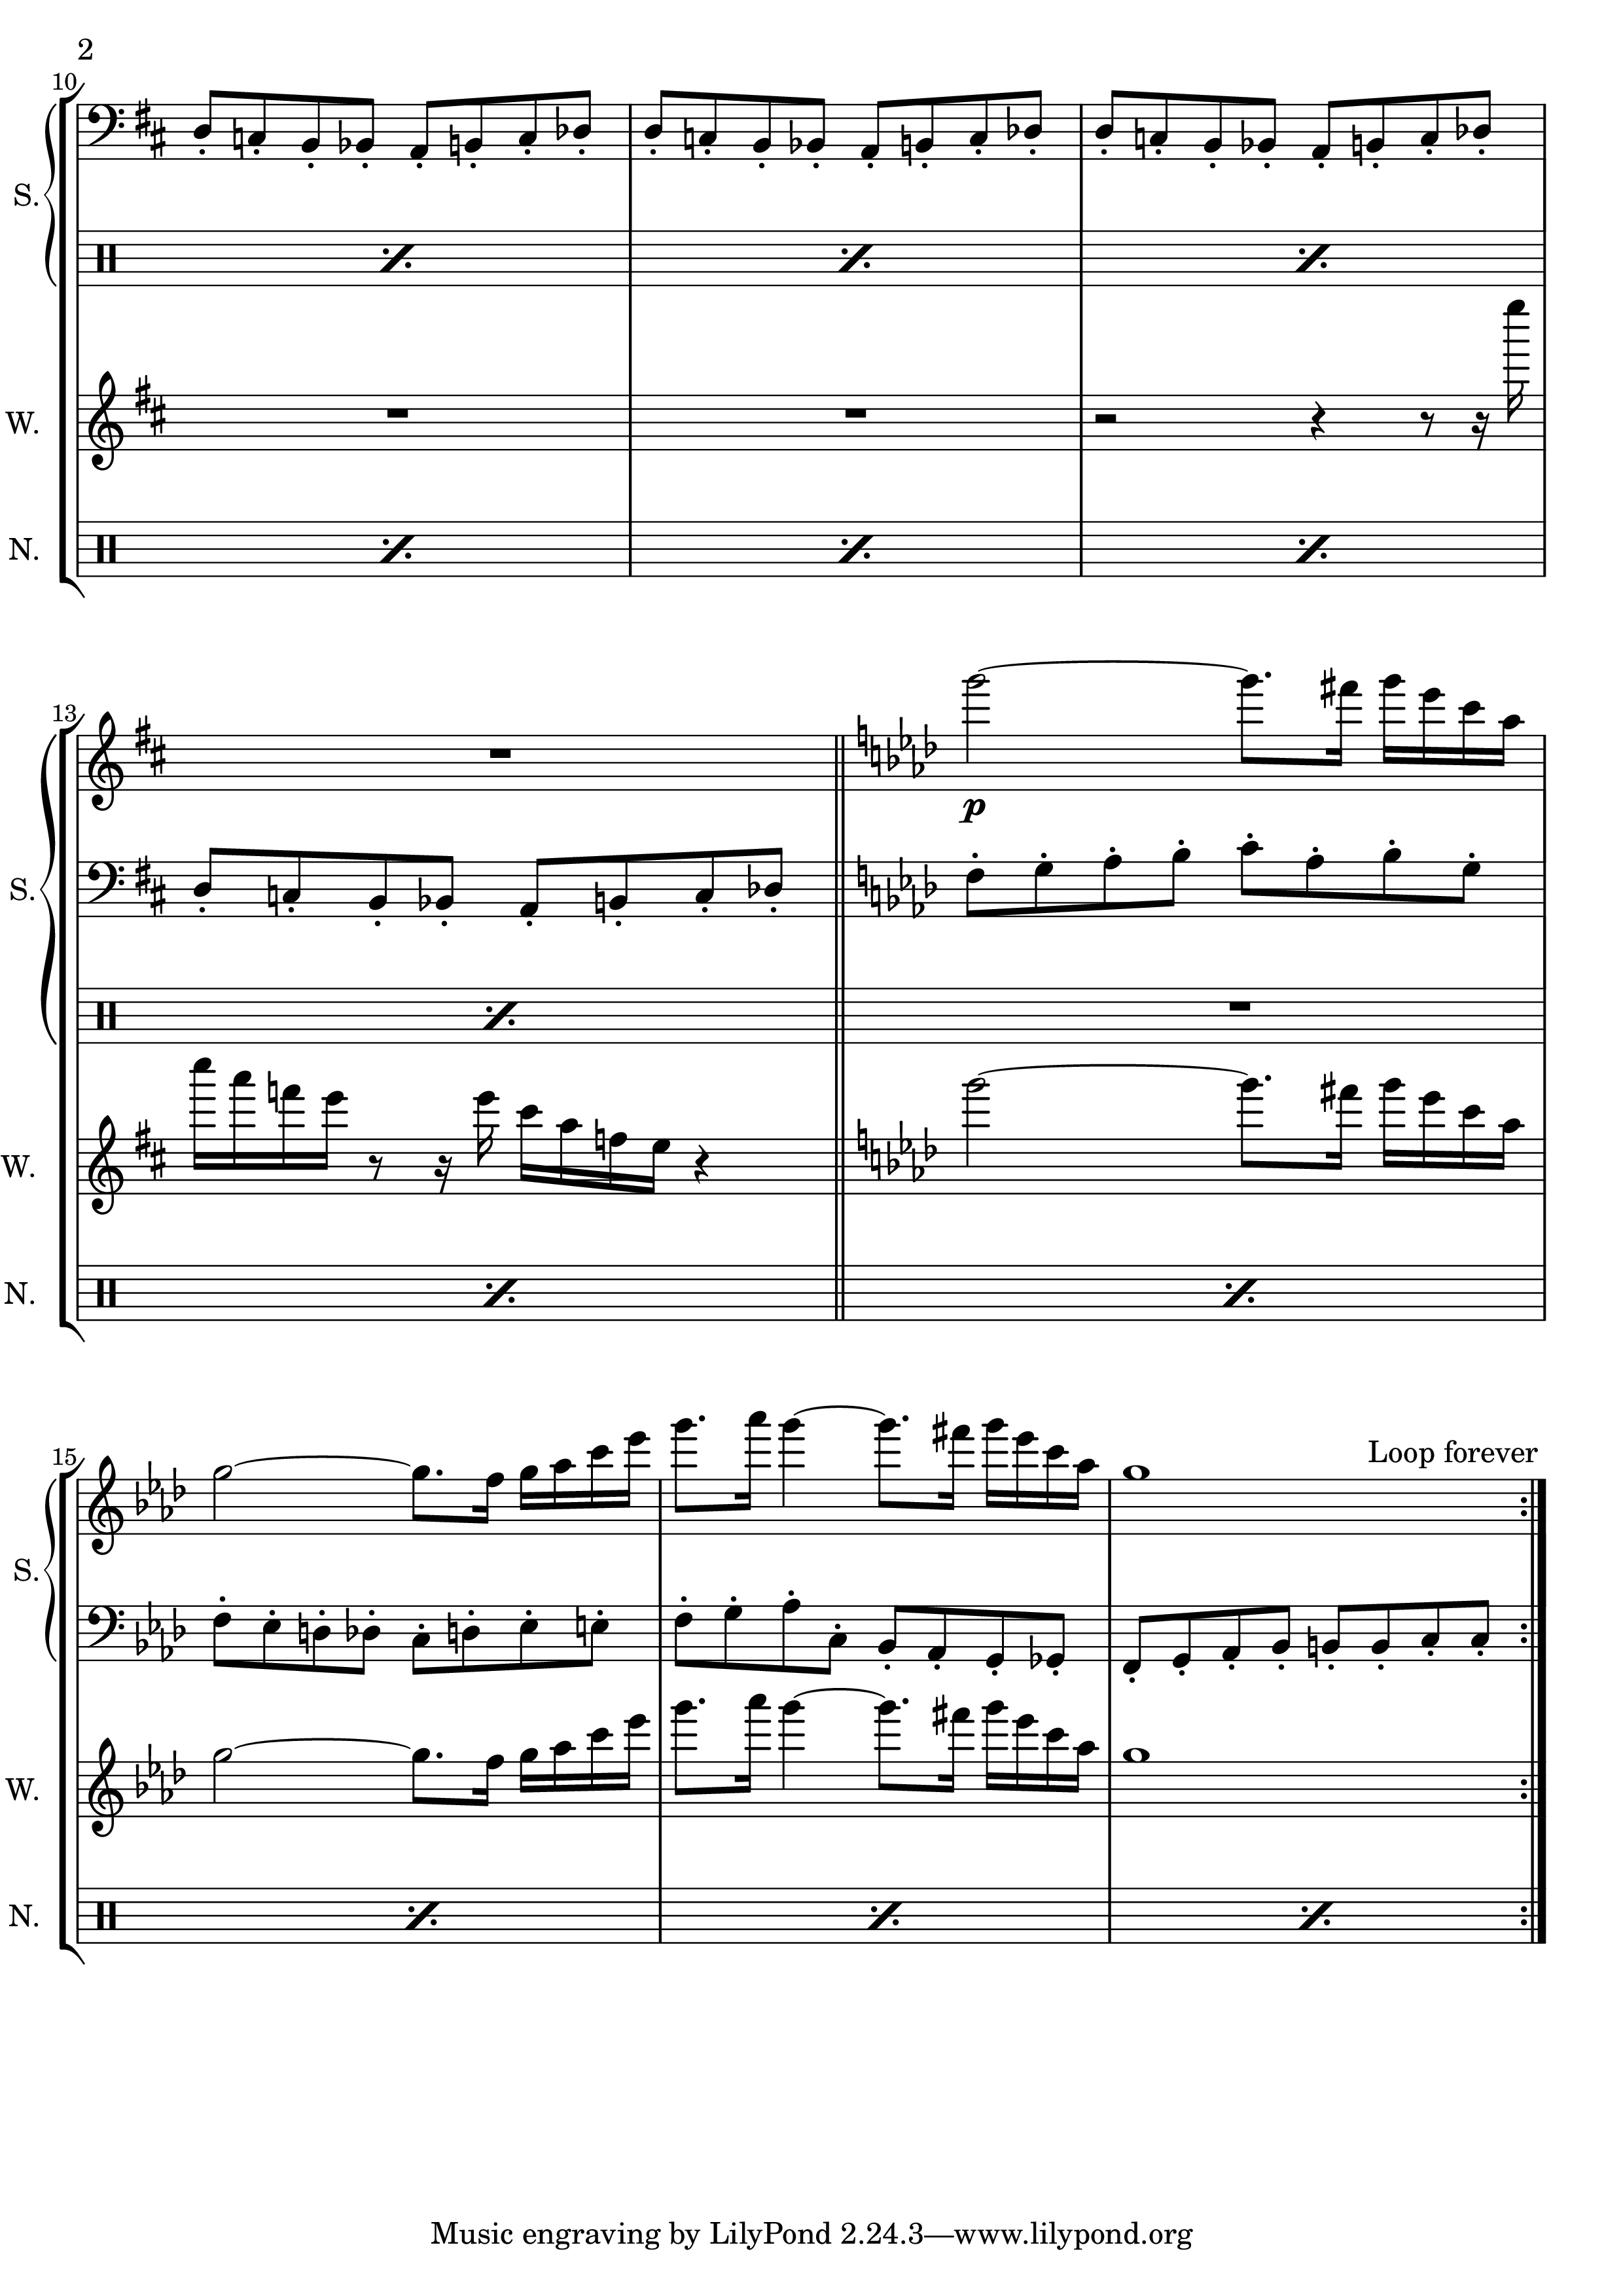 2
10
S.
W.
N.
13
p
S.
W.
N.
Loop forever
15
S.
W.
N.
Music engraving by LilyPond 2.24.3—www.lilypond.org